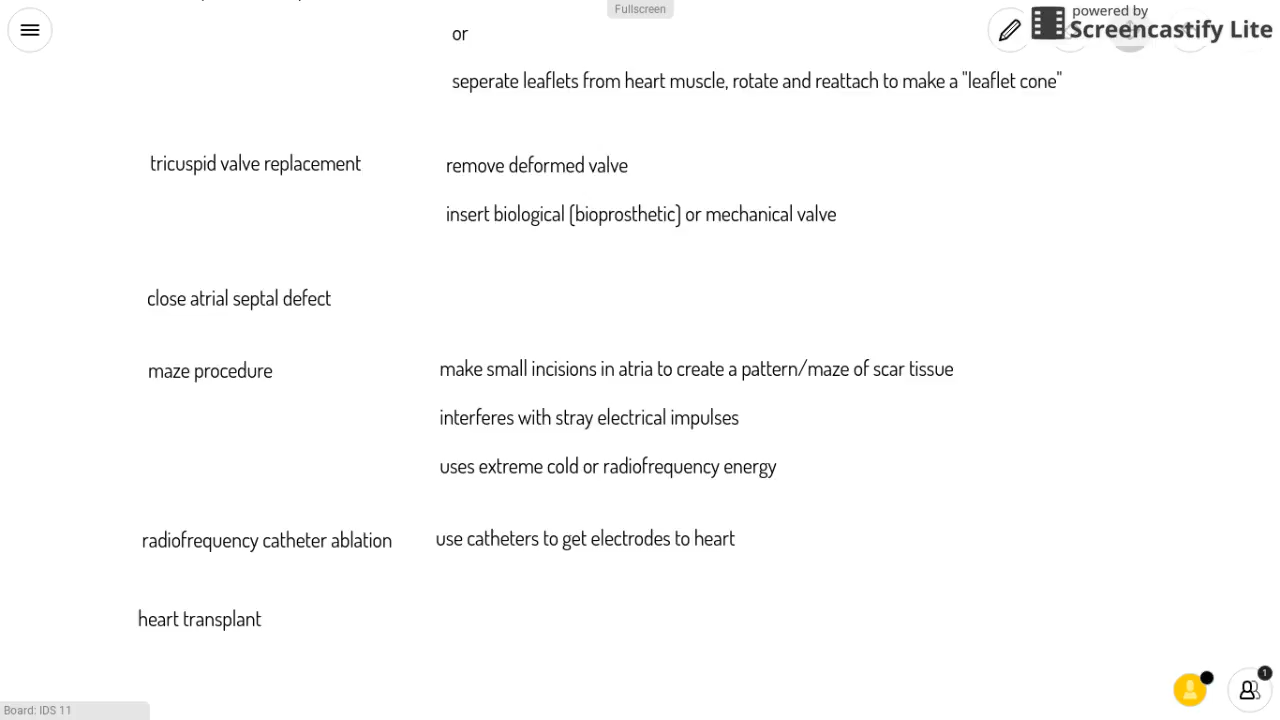 Fullscreen
powered by
Screencastify Lite
or
seperate leaflets from heart muscle, rotate and reattach to make a "leaflet cone"
tricuspid valve replacement
remove deformed valve
insert biological (bioprosthetic) or mechanical valve
close atrial septal defect
maze procedure
make small incisions in atria to create a pattern/maze of scar tissue
interferes with stray electrical impulses
uses extreme cold or radiofrequency energy
radiofrequency catheter ablation
use catheters to get electrodes to heart
heart transplant
1
Board: IDS 11